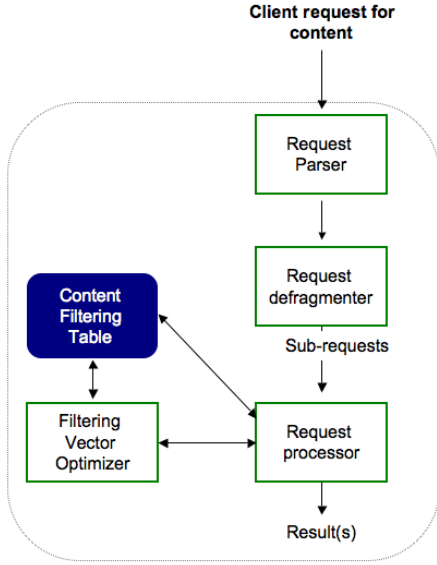 Client request for
content
Request
Parser
Request
defragmenter
Content
Filtering
Table
Sub-requests
Filtering
Vector
Optimizer
Request
processor
Result(s)